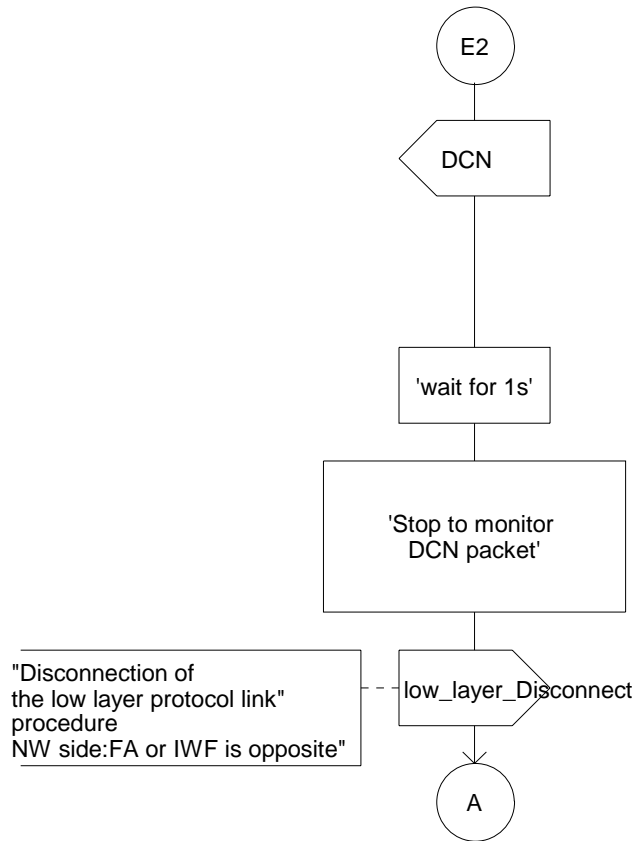 E2
DCN
'wait for 1s'
'Stop to monitor
DCN packet'
"Disconnection of
the low layer protocol link"
procedure
NW side:FA or IWF is opposite"
low_layer_Disconnect
A